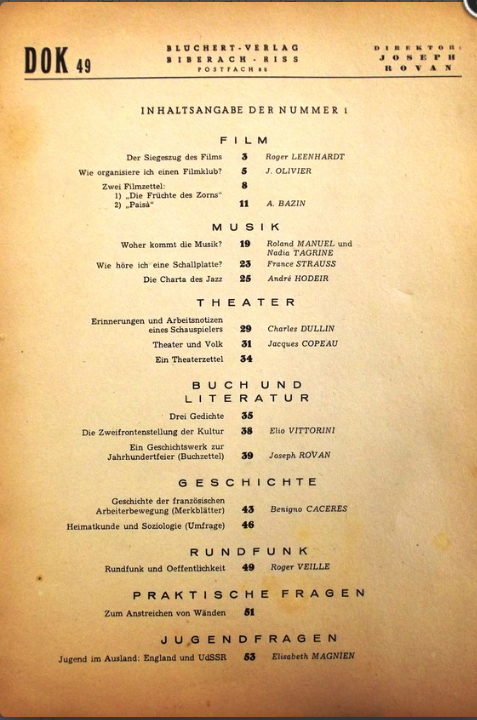 DOK 49
BLUCHERT-VERLAG
BIBERACH - RISS
POSTFACH 88
DIREKTOR:
JOSEPH
ROVAN
INHALTSANGABE DER NUMMER 1
FILM
Der Siegeszug des Films 3 Roger LEENHARDT
Wie organisiere ich einen Filmklub? 5 J. OLIVIER
Zwei Filmzettel: 8
1) „Die Früchte des Zorns"
2) „Paisà" 11 A. BAZIN
MUSIK
Woher kommt die Musik? 19 Roland MANUEL und
Nadia TAGRINE
Wie höre ich eine Schallplatte? 23 France STRAUSS
Die Charta des Jazz 25 André HODEIR
THEATER
Erinnerungen und Arbeitsnotizen
eines Schauspielers 29 Charles DULLIN
Theater und Volk 31 Jacques COPEAU
Ein Theaterzettel 34
BUCH UND
LITERATUR
Drei Gedichte 35
Die Zweifrontenstellung der Kultur 38 Elio VITTORINI
Ein Geschichtswerk zur
Jahrhundertfeier (Buchzettel) 39 Joseph ROVAN
GESCHICHTE
Geschichte der französischen
Arbeiterbewegung (Merkblätter) 43 Benigno CACERES
Heimatkunde und Soziologie (Umfrage) 46
RUNDFUNK
Rundfunk und Oeffentlichkeit 49 Roger VEILLE
PRAKTISCHE FRAGEN
Zum Anstreichen von Wänden 51
JUGENDFRAGEN
Jugend im Ausland: England und UdSSR 53 Elisabeth MAGNIEN